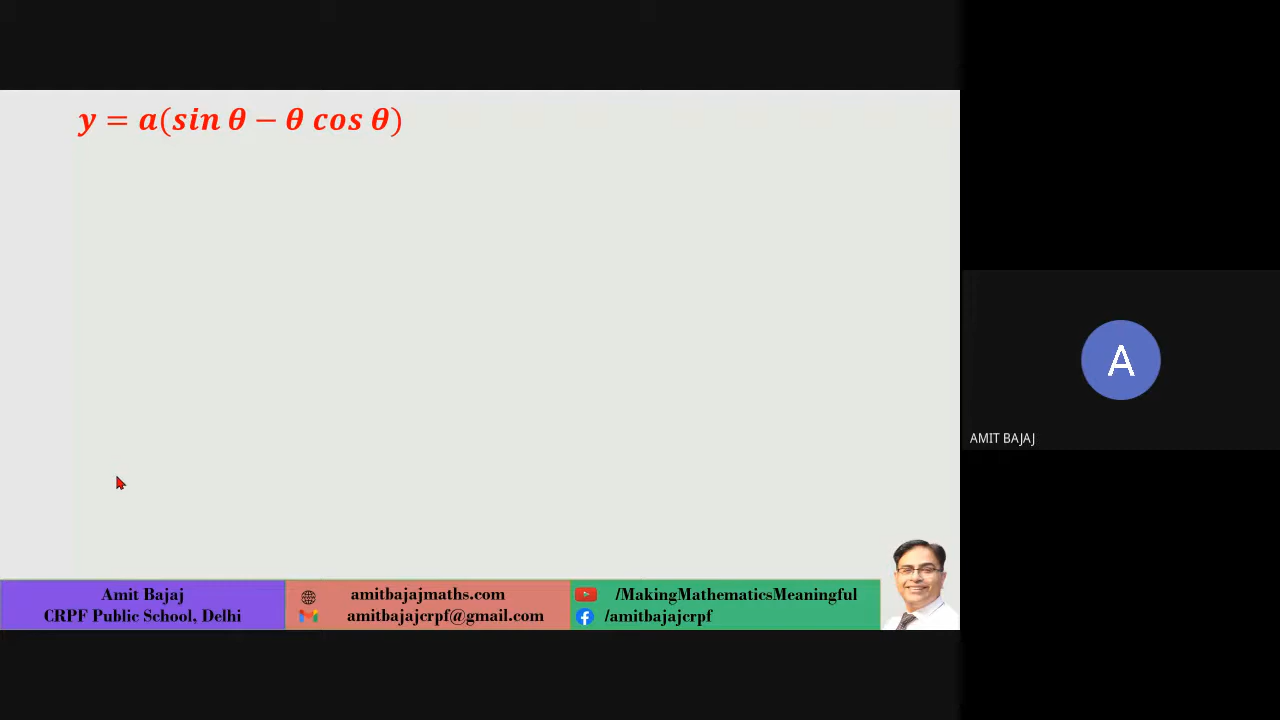 y = a(sin θ − θ cos θ)
A
AMIT BAJAJ
Amit Bajaj
CRPF Public School, Delhi
amitbajajmaths.com
amitbajajcrpf@gmail.com
/MakingMathematicsMeaningful
/amitbajajcrpf